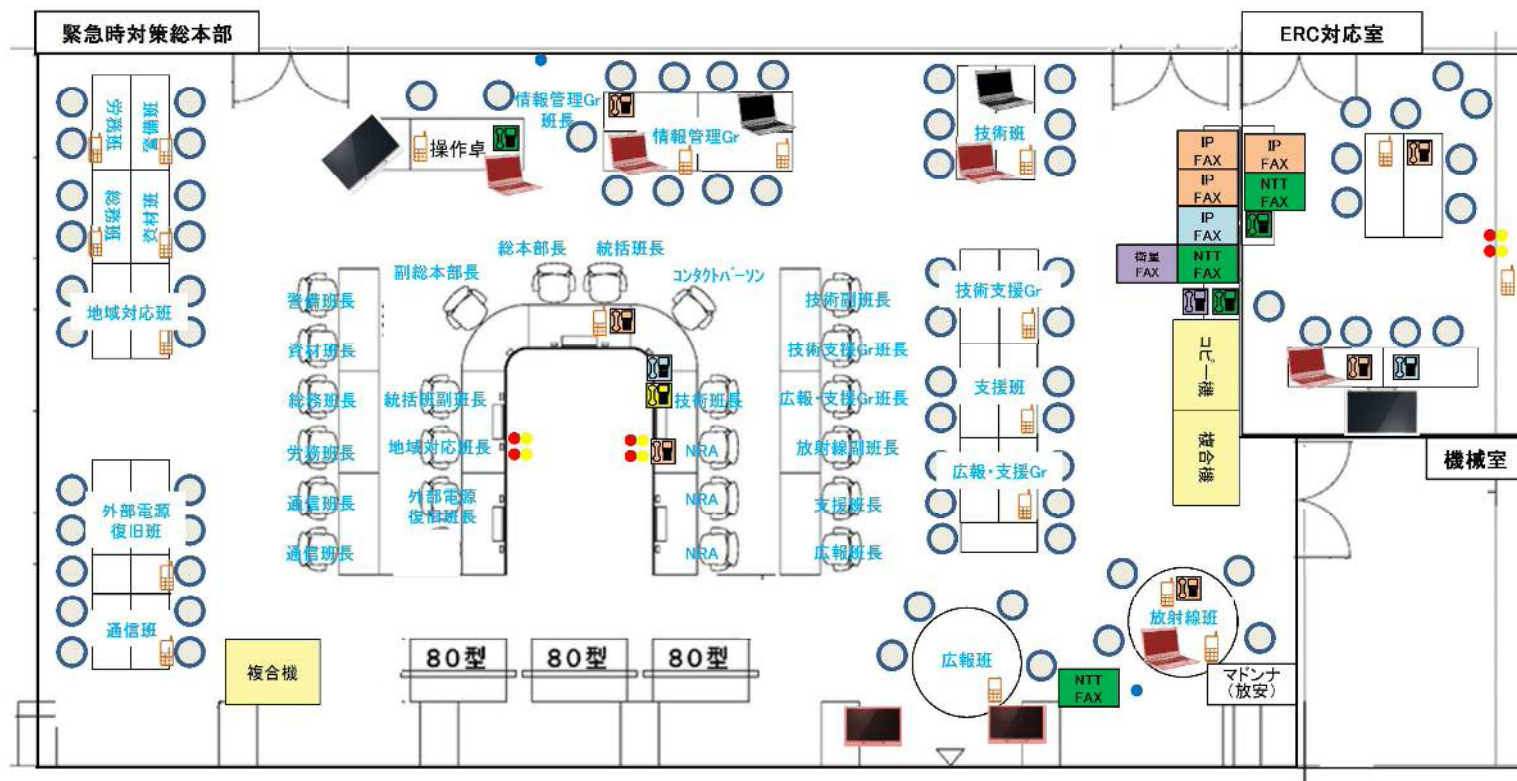 緊急時対策総本部
ERC対応室
労務班
警備班
総務班
資材班
地域対応班
外部電源
復旧班
通信班
複合機
操作卓
情報管理Gr
班長
情報管理Gr
技術班
総本部長
統括班長
副総本部長
コンタクトパーソン
警備班長
資材班長
総務班長
労務班長
通信班長
通信班長
統括班副班長
地域対応班長
外部電源
復旧班長
技術班長
NRA
NRA
NRA
技術副班長
技術支援Gr班長
広報・支援Gr班長
放射線副班長
支援班長
広報班長
技術支援Gr
支援班
広報・支援Gr
IP
FAX
IP
FAX
IP
FAX
衛星
FAX
NTT
FAX
IP
FAX
NTT
FAX
コピー機
複合機
機械室
80型
80型
80型
広報班
放射線班
NTT
FAX
マドンナ
(放安)